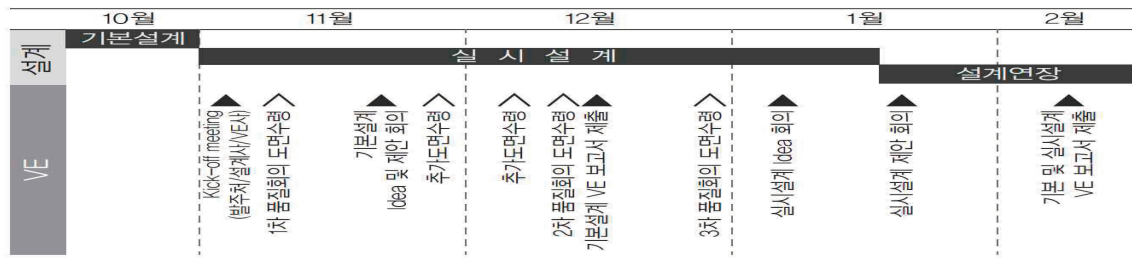 10월 11월 12월 1월 2월
설계
기본설계
실 시 설 계
설계연장
VE
Kick-off meeting
(발주처/설계사/VE사)
1차 품질회의 도면수령
기본설계
Idea 및 제안 회의
추가도면수령
추가도면수령
2차 품질회의 도면수령
기본설계 VE 보고서 제출
3차 품질회의 도면수령
실시설계 Idea 회의
실시설계 제안 회의
기본 및 실시설계
VE 보고서 제출